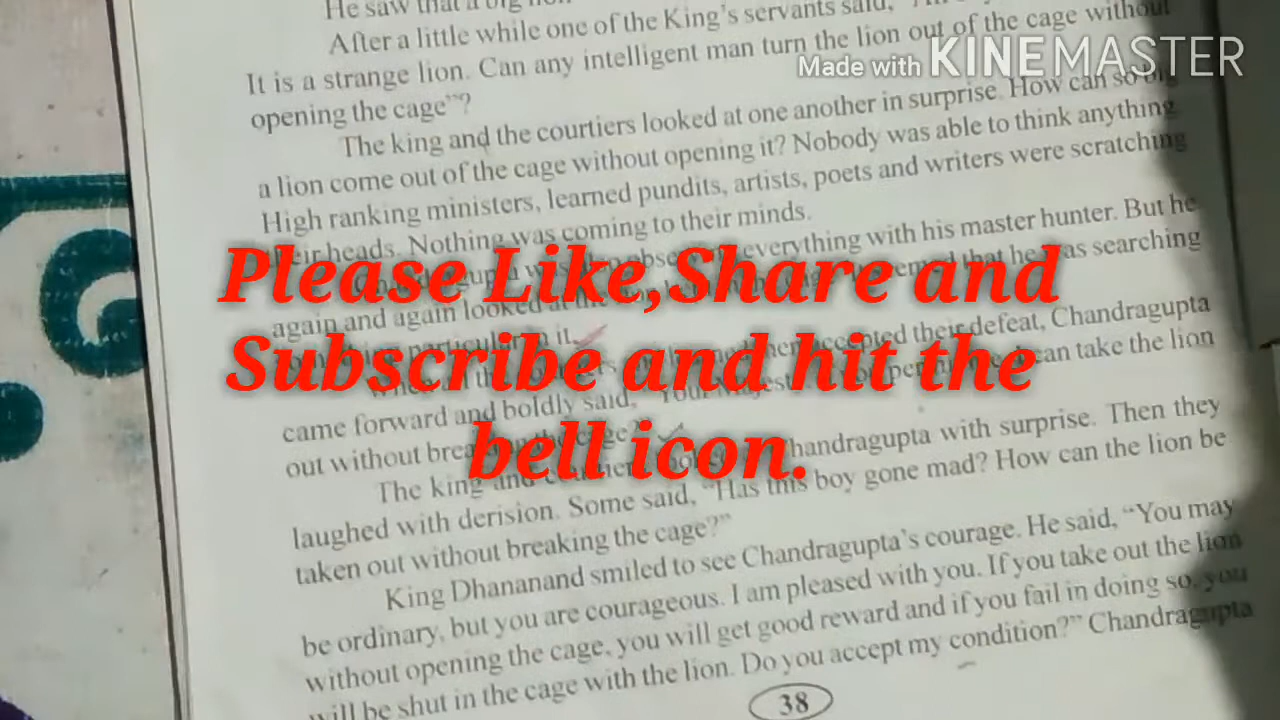 He saw that a big
After a little while one of the King's servants said,
It is a strange lion. Can any intelligent man turn the lion out of the cage without
opening the cage"?
Made with KINEMASTER
The king and the courtiers looked at one another in surprise. How can so big
a lion come out of the cage without opening it? Nobody was able to think anything
High ranking ministers, learned pundits, artists, poets and writers were scratching
their heads. Nothing was coming to their minds.
everything with his master hunter. But he
again and again looked at that he was searching
it.
accepted their defeat, Chandragupta
came forward and boldly said, can take the lion
out without
The king and Chandragupta with surprise. Then they
laughed with derision. Some said, "Has this boy gone mad? How can the lion be
taken out without breaking the cage?"
King Dhananand smiled to see Chandragupta's courage. He said, "You may
be ordinary, but you are courageous. I am pleased with you. If you take out the lion
without opening the cage, you will get good reward and if you fail in doing so, you
will be shut in the cage with the lion. Do you accept my condition?" Chandragupta
38
Please Like,Share and
Subscribe and hit the
bell icon.